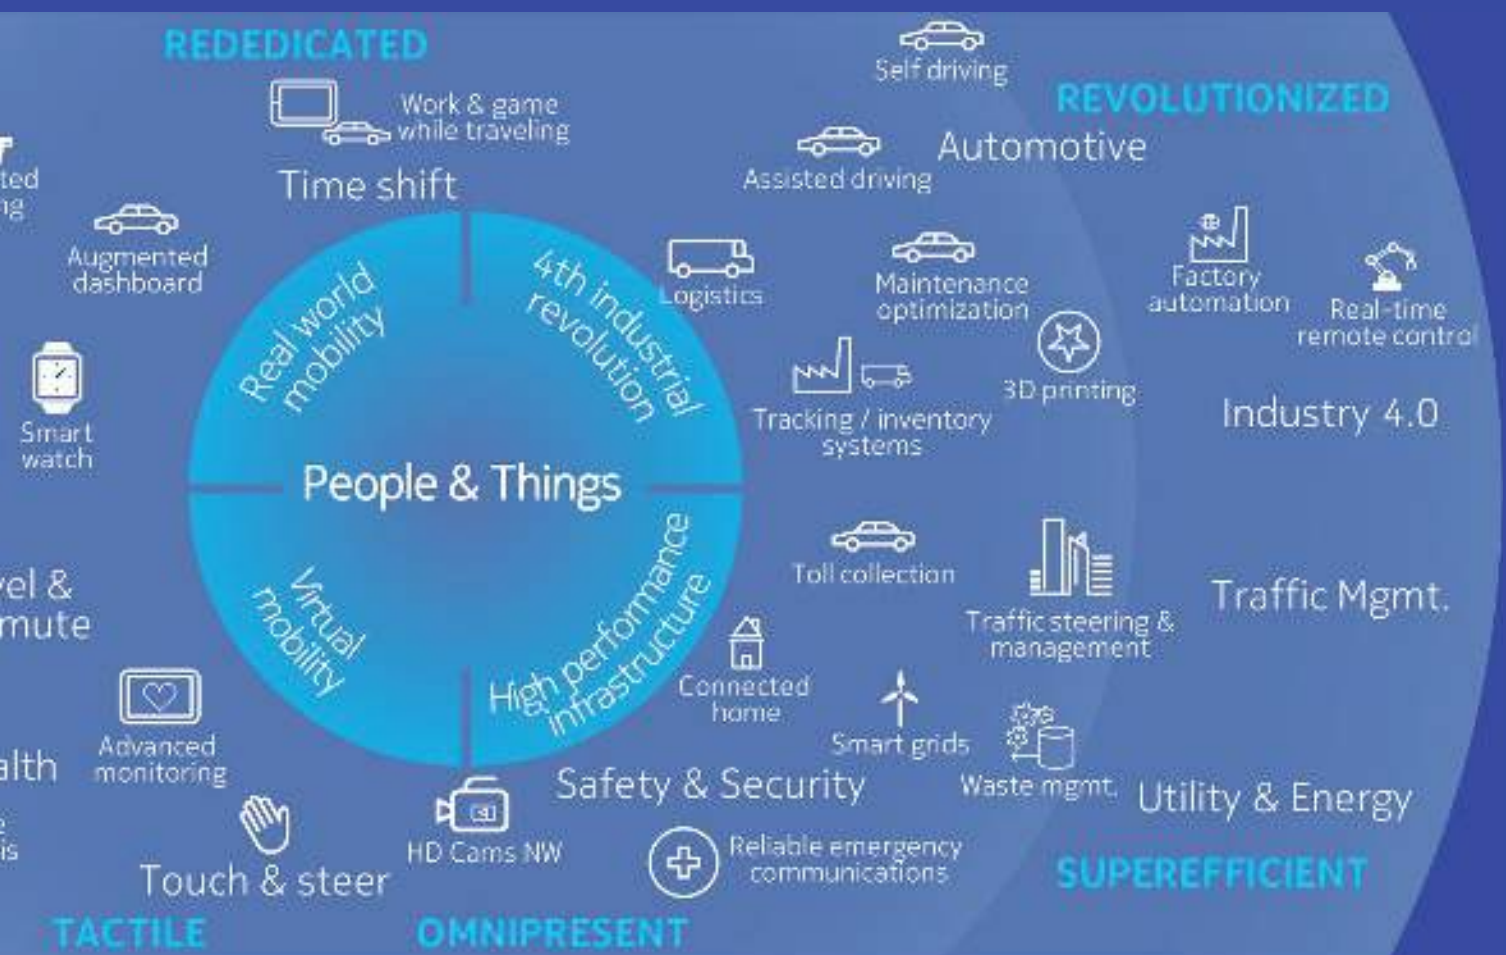 REDEDICATED
Work & game
while traveling
Time shift
Augmented
dashboard
Smart
watch
Real world
mobility
4th industrial
revolution
People & Things
Virtual
mobility
High performance
infrastructure
Self driving
REVOLUTIONIZED
Automotive
Assisted driving
Logistics
Maintenance
optimization
Factory
automation
Real-time
remote control
3D printing
Tracking / inventory
systems
Industry 4.0
Toll collection
Traffic steering &
management
Traffic Mgmt.
Connected
home
Smart grids
Waste mgmt.
Utility & Energy
Safety & Security
Advanced
monitoring
HD Cams NW
Reliable emergency
communications
Touch & steer
SUPEREFFICIENT
TACTILE
OMNIPRESENT